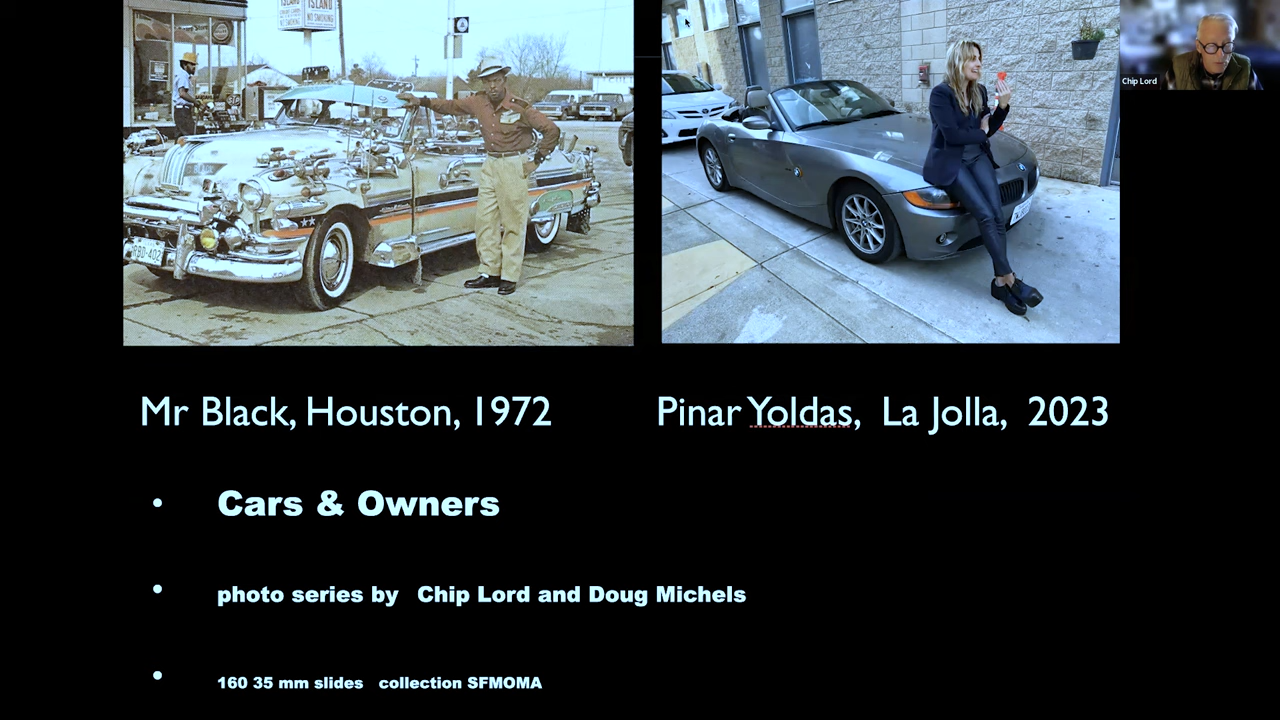 ISLAND
NO SMOKING
Chip Lord
Mr Black, Houston, 1972
Pinar Yoldas, La Jolla, 2023
• Cars & Owners
• photo series by Chip Lord and Doug Michels
• 160 35 mm slides collection SFMOMA